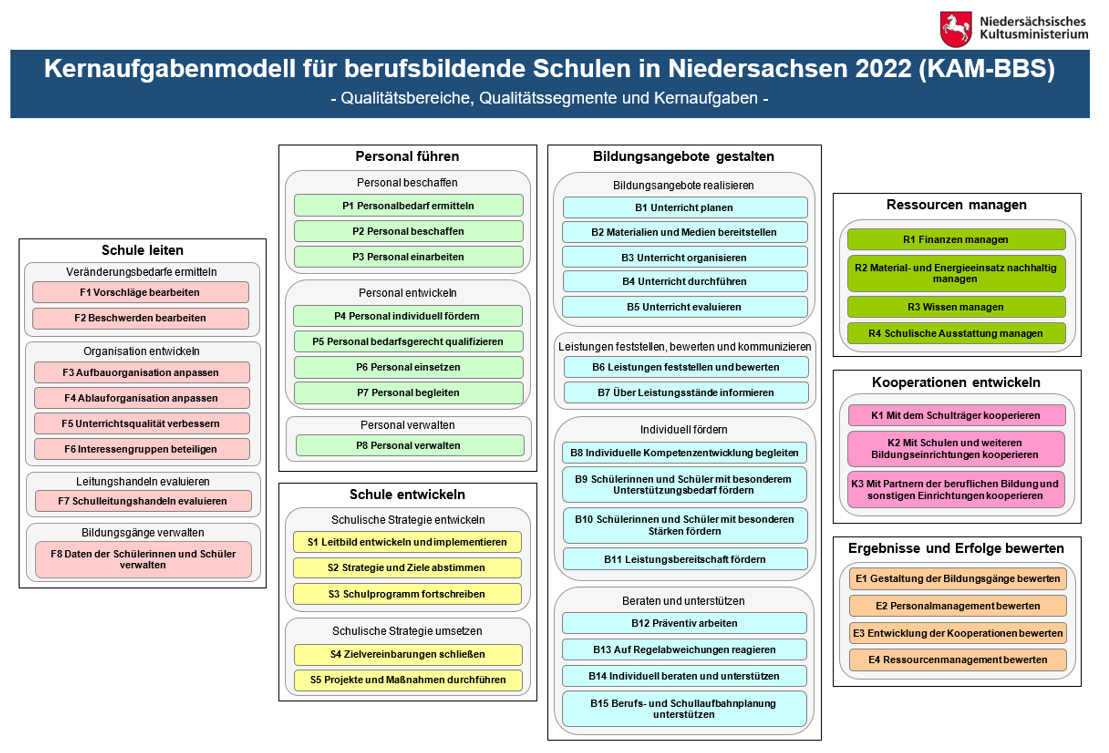 Niedersächsisches
Kultusministerium
Kernaufgabenmodell für berufsbildende Schulen in Niedersachsen 2022 (KAM-BBS)
- Qualitätsbereiche, Qualitätssegmente und Kernaufgaben -
Schule leiten
Veränderungsbedarfe ermitteln
F1 Vorschläge bearbeiten
F2 Beschwerden bearbeiten
Organisation entwickeln
F3 Aufbauorganisation anpassen
F4 Ablauforganisation anpassen
F5 Unterrichtsqualität verbessern
F6 Interessengruppen beteiligen
Leitungshandeln evaluieren
F7 Schulleitungshandeln evaluieren
Bildungsgänge verwalten
F8 Daten der Schülerinnen und Schüler
verwalten
Personal führen
Personal beschaffen
P1 Personalbedarf ermitteln
P2 Personal beschaffen
P3 Personal einarbeiten
Personal entwickeln
P4 Personal individuell fördern
P5 Personal bedarfsgerecht qualifizieren
P6 Personal einsetzen
P7 Personal begleiten
Personal verwalten
P8 Personal verwalten
Schule entwickeln
Schulische Strategie entwickeln
S1 Leitbild entwickeln und implementieren
S2 Strategie und Ziele abstimmen
S3 Schulprogramm fortschreiben
Schulische Strategie umsetzen
S4 Zielvereinbarungen schließen
S5 Projekte und Maßnahmen durchführen
Bildungsangebote gestalten
Bildungsangebote realisieren
B1 Unterricht planen
B2 Materialien und Medien bereitstellen
B3 Unterricht organisieren
B4 Unterricht durchführen
B5 Unterricht evaluieren
Leistungen feststellen, bewerten und kommunizieren
B6 Leistungen feststellen und bewerten
B7 Über Leistungsstände informieren
Individuell fördern
B8 Individuelle Kompetenzentwicklung begleiten
B9 Schülerinnen und Schüler mit besonderem
Unterstützungsbedarf fördern
B10 Schülerinnen und Schüler mit besonderen
Stärken fördern
B11 Leistungsbereitschaft fördern
Beraten und unterstützen
B12 Präventiv arbeiten
B13 Auf Regelabweichungen reagieren
B14 Individuell beraten und unterstützen
B15 Berufs- und Schullaufbahnplanung
unterstützen
Ressourcen managen
R1 Finanzen managen
R2 Material- und Energieeinsatz nachhaltig
managen
R3 Wissen managen
R4 Schulische Ausstattung managen
Kooperationen entwickeln
K1 Mit dem Schulträger kooperieren
K2 Mit Schulen und weiteren
Bildungseinrichtungen kooperieren
K3 Mit Partnern der beruflichen Bildung und
sonstigen Einrichtungen kooperieren
Ergebnisse und Erfolge bewerten
E1 Gestaltung der Bildungsgänge bewerten
E2 Personalmanagement bewerten
E3 Entwicklung der Kooperationen bewerten
E4 Ressourcenmanagement bewerten